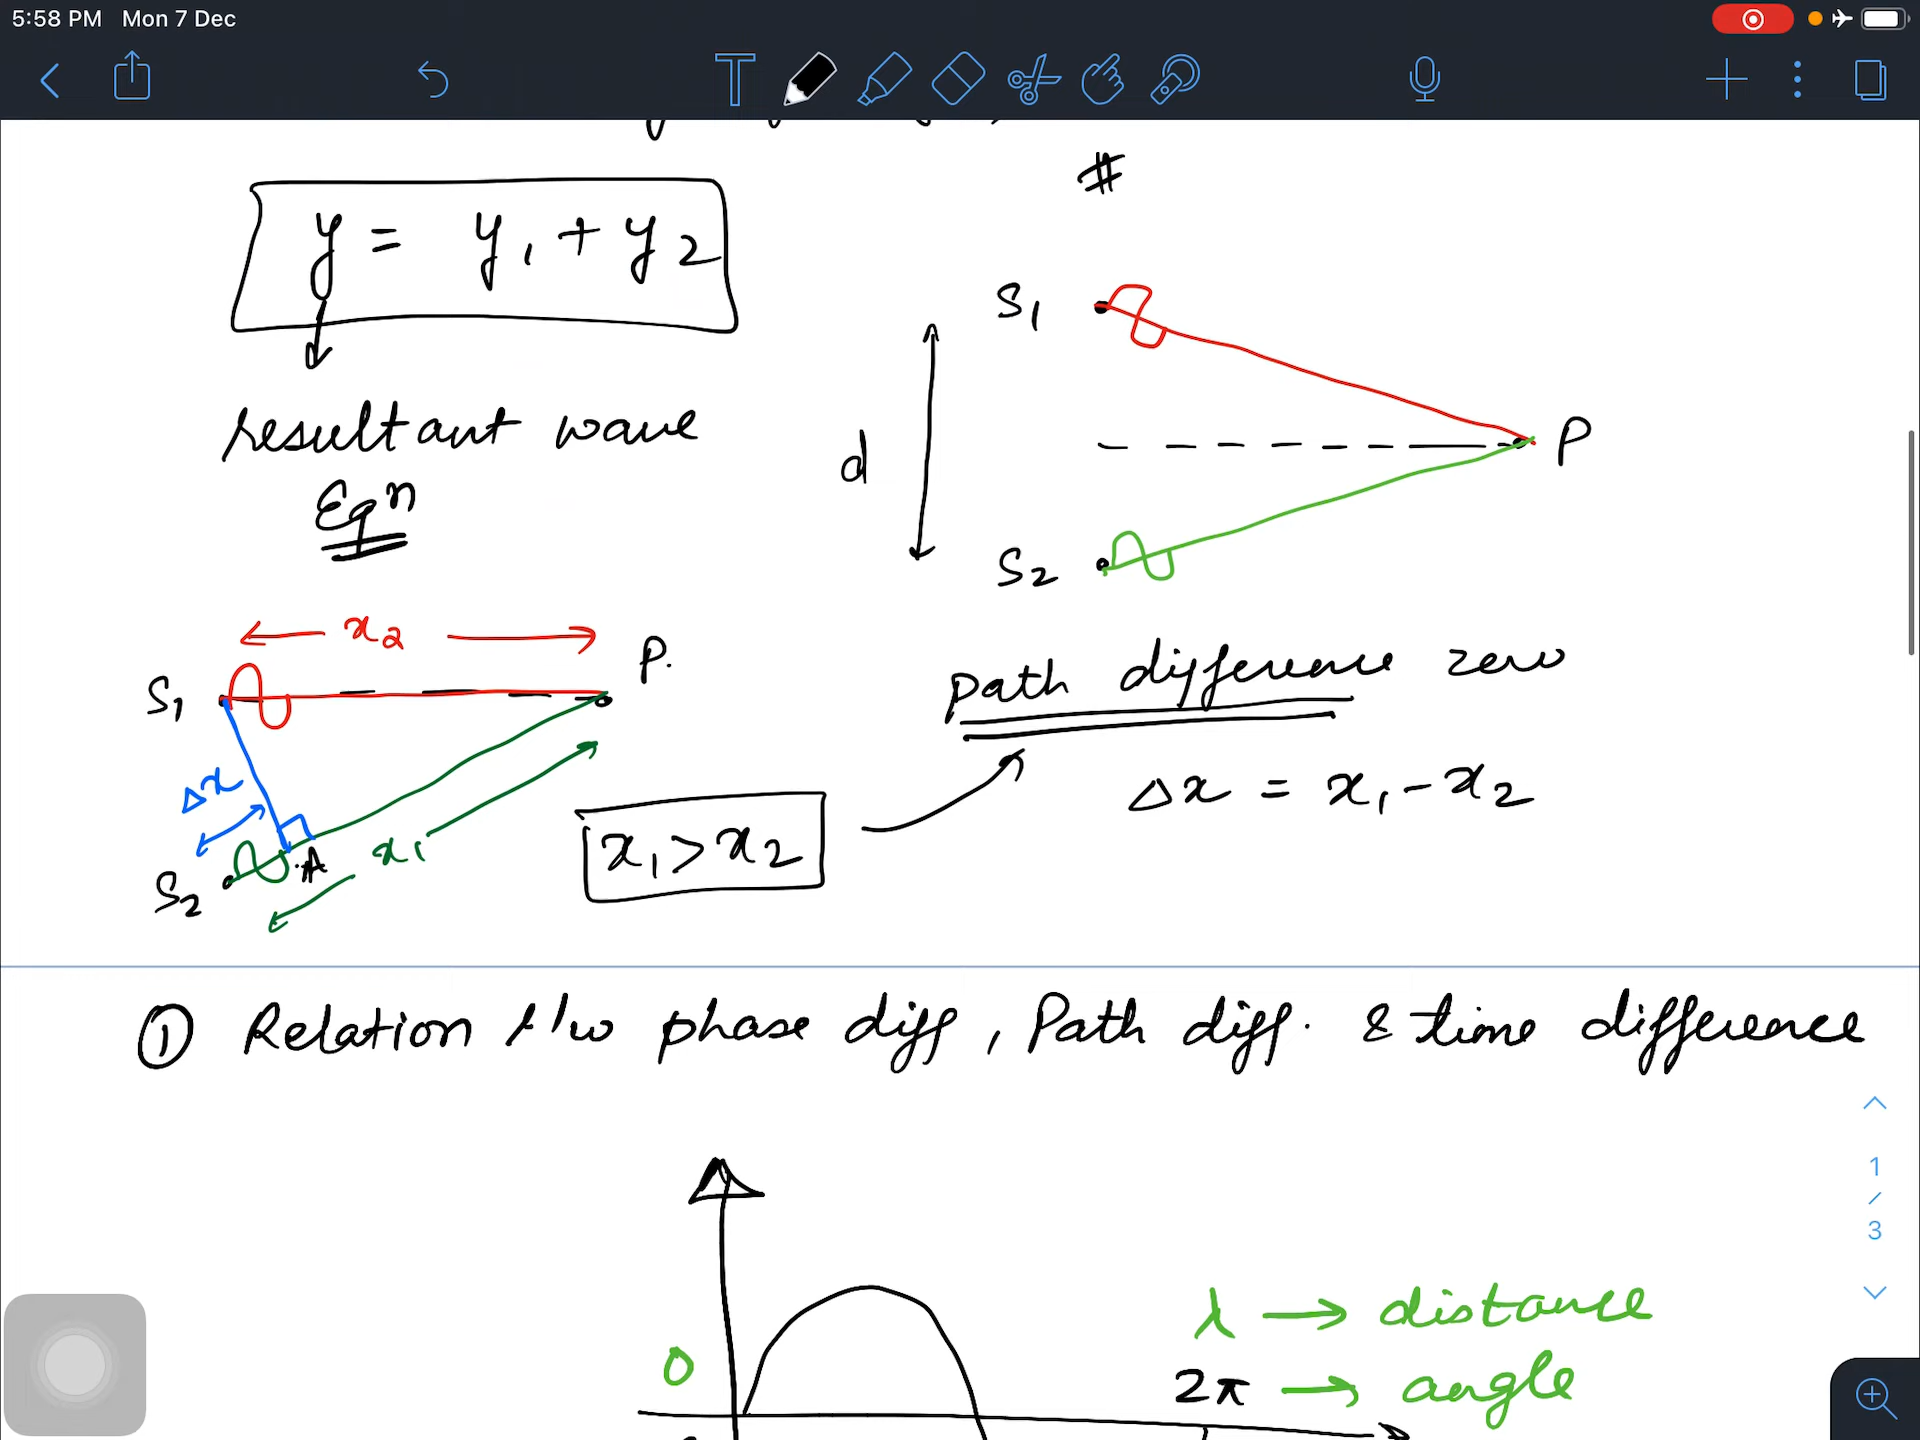 5:58 PM Mon 7 Dec
#
y = y₁ + y₂
resultant wave
Eqⁿ
S₁
d
P
S₂
x₂
P.
S₁
Δx
x₁
A
S₂
x₁ > x₂
path difference zero
Δx = x₁ - x₂
① Relation b/w phase diff, Path diff. & time difference
λ → distance
2π → angle
0
1
/
3